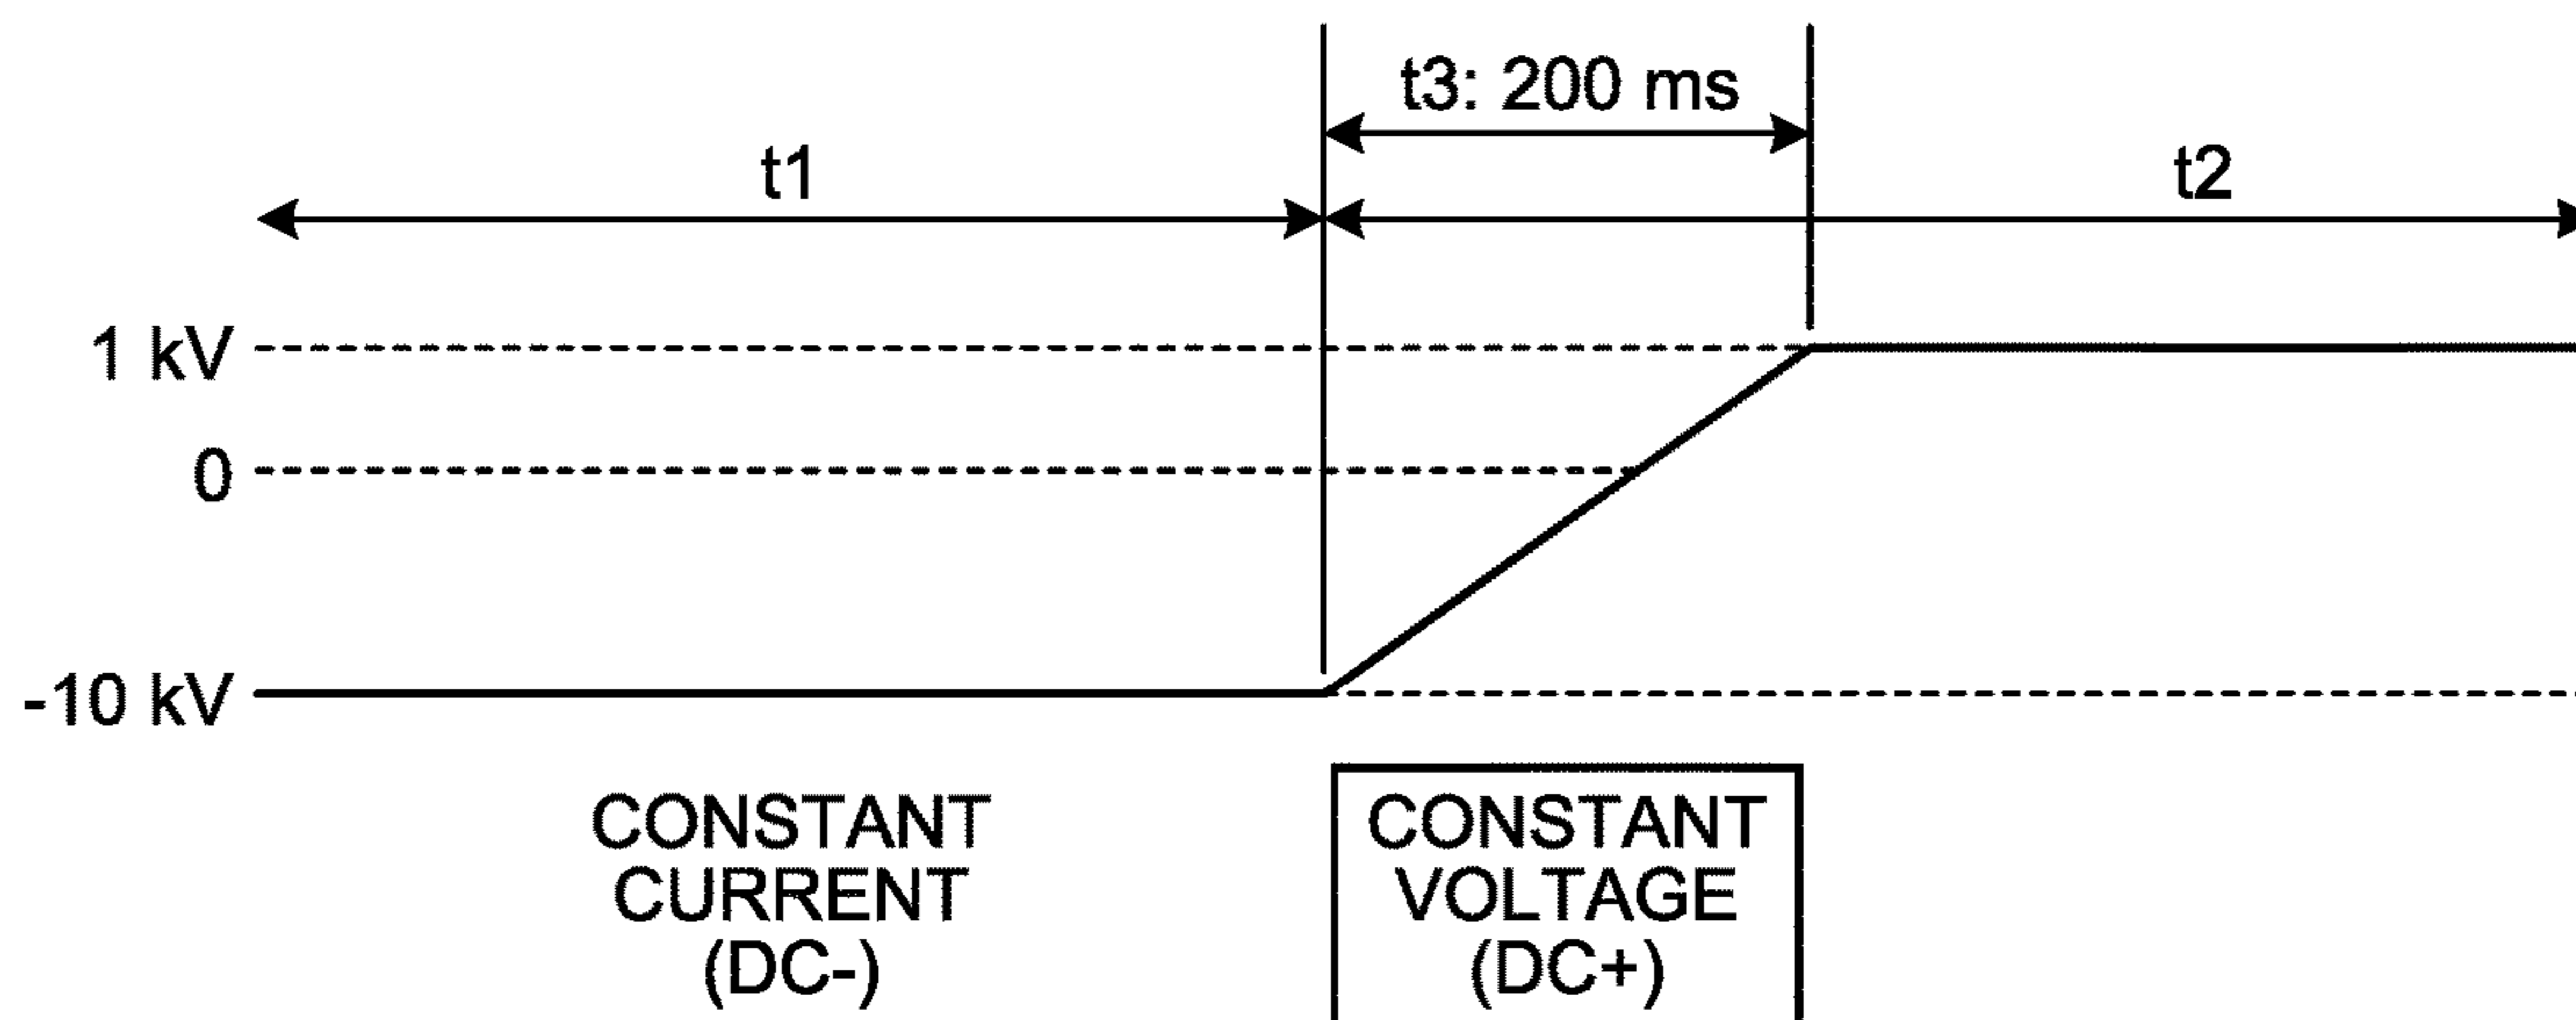 t3: 200 ms
t1
t2
1 kV
0
-10 kV
CONSTANT
CURRENT
(DC-)
CONSTANT
VOLTAGE
(DC+)